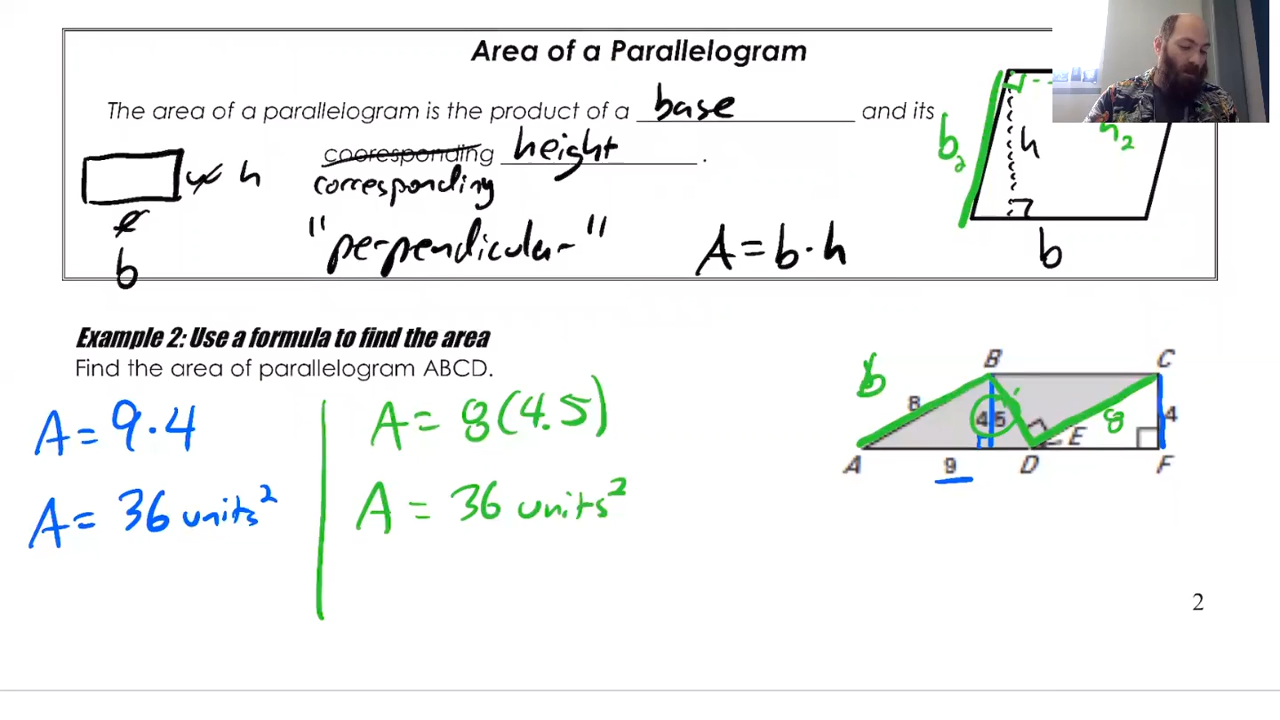 Area of a Parallelogram
The area of a parallelogram is the product of a base and its
cooresponding height .
corresponding
"perpendicular"
A = b · h
w h
ℓ
b
b₂
h
h₂
b
Example 2: Use a formula to find the area
Find the area of parallelogram ABCD.
A = 9 · 4
A = 36 units²
A = 8(4.5)
A = 36 units²
b
B
C
8
4.5
8
4
A
9
D
E
F
2